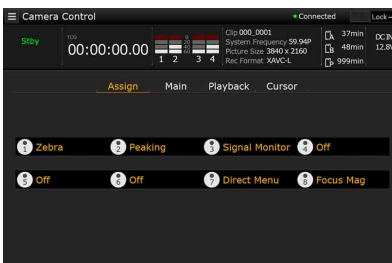 Camera Control
Connected
Lock
Stby
TCG
00:00:00.00
1 2 3 4
Clip 000_0001
System Frequency 59.94P
Picture Size 3840 x 2160
Rec Format XAVC-L
A 37min
B 48min
999min
DC IN
12.8V
Assign Main Playback Cursor
1 Zebra 2 Peaking 3 Signal Monitor 4 Off
5 Off 6 Off 7 Direct Menu 8 Focus Mag